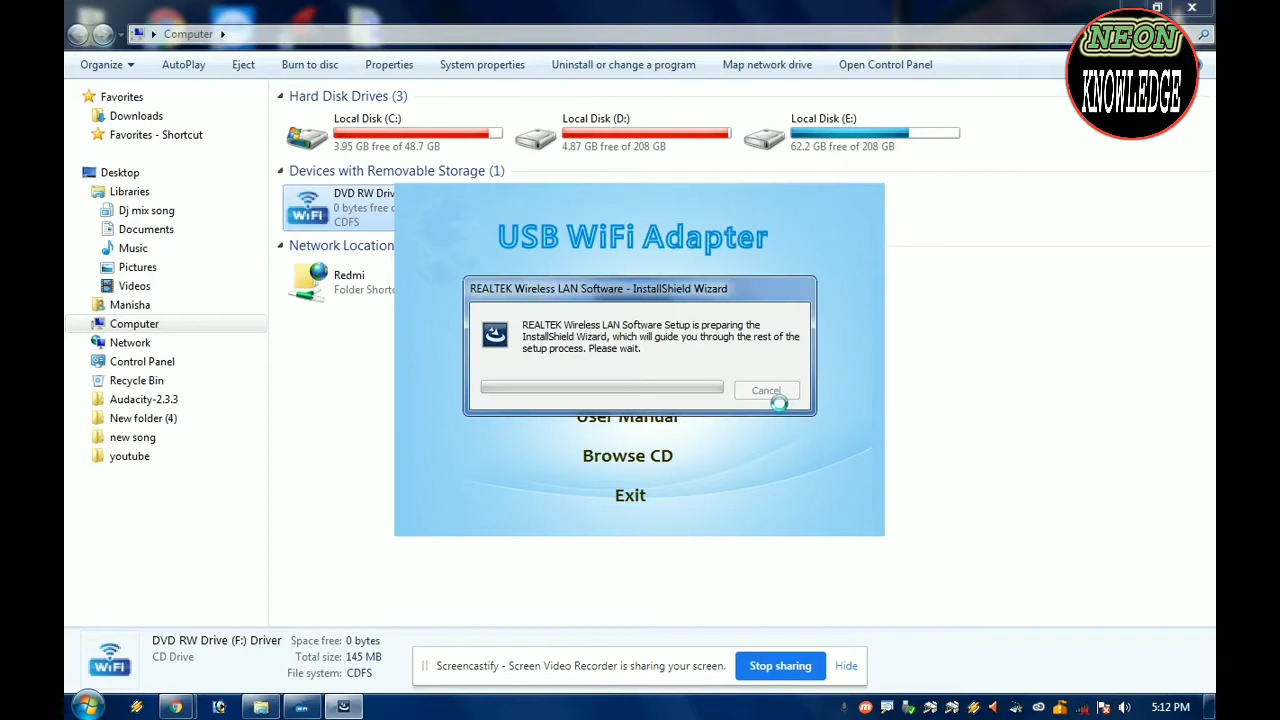 NEON
KNOWLEDGE
Computer
Organize
AutoPlay
Eject
Burn to disc
Properties
System properties
Uninstall or change a program
Map network drive
Open Control Panel
Favorites
Downloads
Favorites - Shortcut
Desktop
Libraries
Dj mix song
Documents
Music
Pictures
Videos
Manisha
Computer
Network
Control Panel
Recycle Bin
Audacity-2.3.3
New folder (4)
new song
youtube
Hard Disk Drives (3)
Local Disk (C:)
3.95 GB free of 48.7 GB
Local Disk (D:)
4.87 GB free of 208 GB
Local Disk (E:)
62.2 GB free of 208 GB
Devices with Removable Storage (1)
WiFi
DVD RW Driv
0 bytes free o
CDFS
Network Location
Redmi
Folder Shortc
USB WiFi Adapter
REALTEK Wireless LAN Software - InstallShield Wizard
REALTEK Wireless LAN Software Setup is preparing the
InstallShield Wizard, which will guide you through the rest of the
setup process. Please wait.
Cancel
User Manual
Browse CD
Exit
WiFi
DVD RW Drive (F:) Driver
CD Drive
Space free: 0 bytes
Total size: 145 MB
File system: CDFS
Screencastify - Screen Video Recorder is sharing your screen.
Stop sharing
Hide
5:12 PM